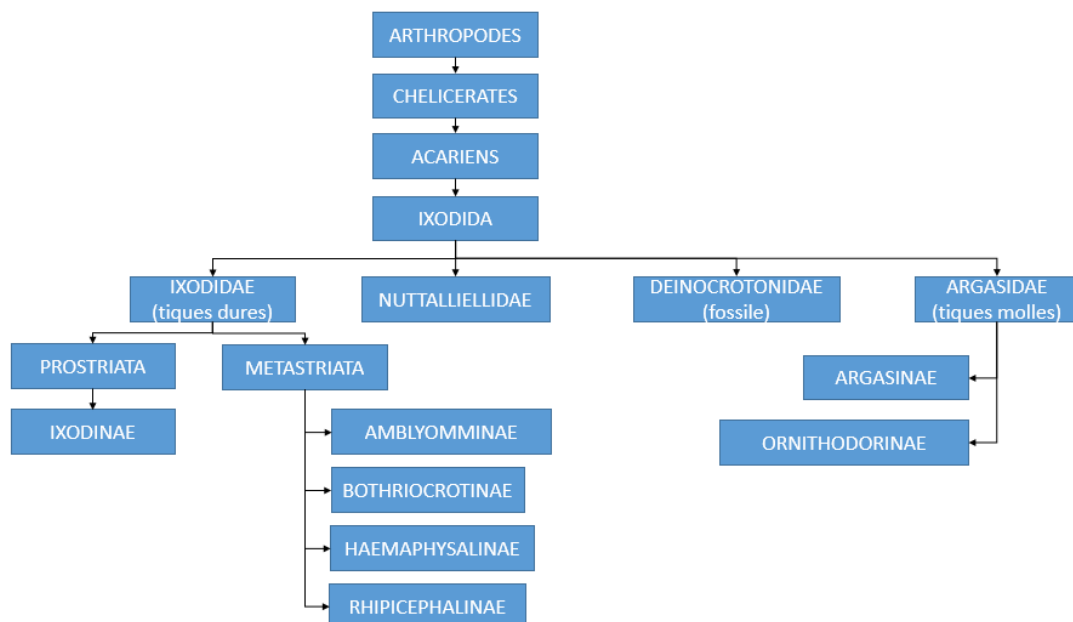 ARTHROPODES
CHELICERATES
ACARIENS
IXODIDA
IXODIDAE
(tiques dures)
NUTTALLIELLIDAE
DEINOCROTONIDAE
(fossile)
ARGASIDAE
(tiques molles)
PROSTRIATA
METASTRIATA
ARGASINAE
IXODINAE
AMBLYOMMINAE
ORNITHODORINAE
BOTHRIOCROTINAE
HAEMAPHYSALINAE
RHIPICEPHALINAE